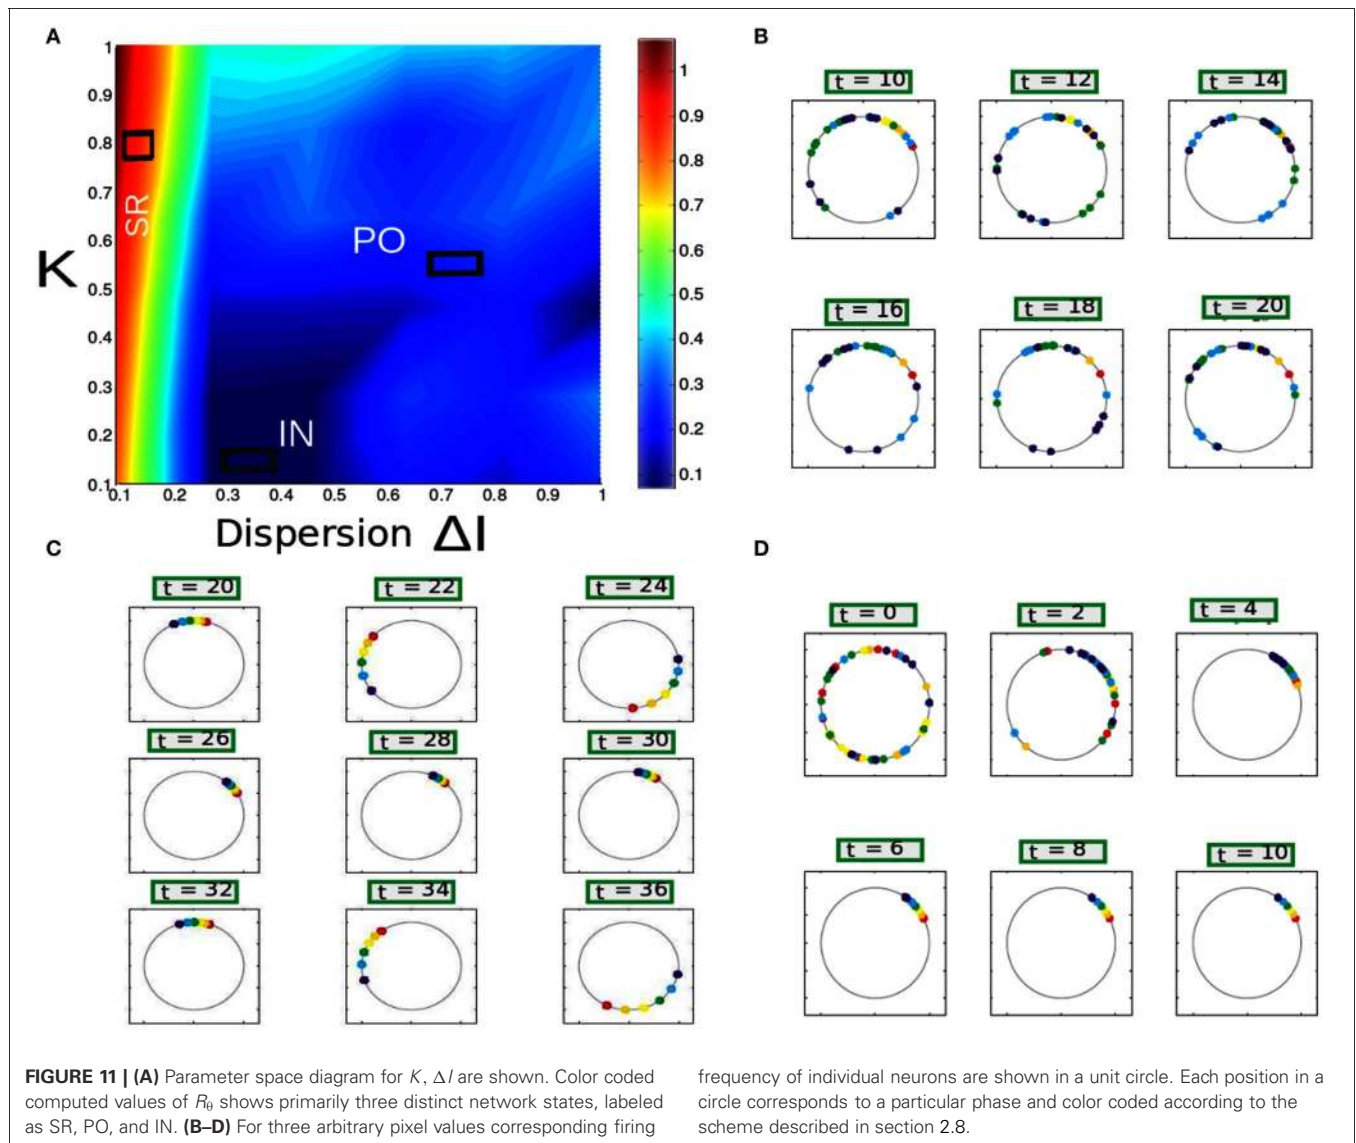 A
B
1
0.9
0.8
0.7
0.6
0.5
0.4
0.3
0.2
0.1
K
SR
PO
IN
0.1 0.2 0.3 0.4 0.5 0.6 0.7 0.8 0.9 1
Dispersion ΔI
1
0.9
0.8
0.7
0.6
0.5
0.4
0.3
0.2
0.1
t = 10 t = 12 t = 14
t = 16 t = 18 t = 20
C
D
t = 20 t = 22 t = 24
t = 26 t = 28 t = 30
t = 32 t = 34 t = 36
t = 0 t = 2 t = 4
t = 6 t = 8 t = 10
FIGURE 11 | (A) Parameter space diagram for K, ΔI are shown. Color coded
computed values of Rθ shows primarily three distinct network states, labeled
as SR, PO, and IN. (B–D) For three arbitrary pixel values corresponding firing
frequency of individual neurons are shown in a unit circle. Each position in a
circle corresponds to a particular phase and color coded according to the
scheme described in section 2.8.